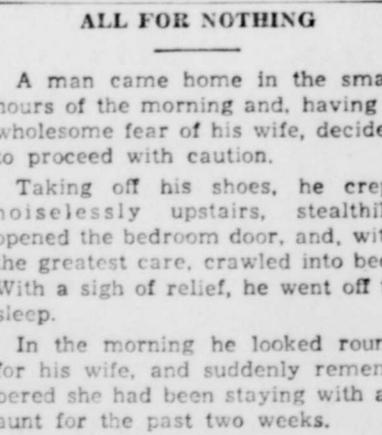 ALL FOR NOTHING
A man came home in the sma
hours of the morning and, having
wholesome fear of his wife, decide
to proceed with caution.
Taking off his shoes, he crep
noiselessly upstairs, stealthil
opened the bedroom door, and, wit
the greatest care, crawled into bed
With a sigh of relief, he went off t
sleep.
In the morning he looked roun
for his wife, and suddenly remem
bered she had been staying with a
aunt for the past two weeks.